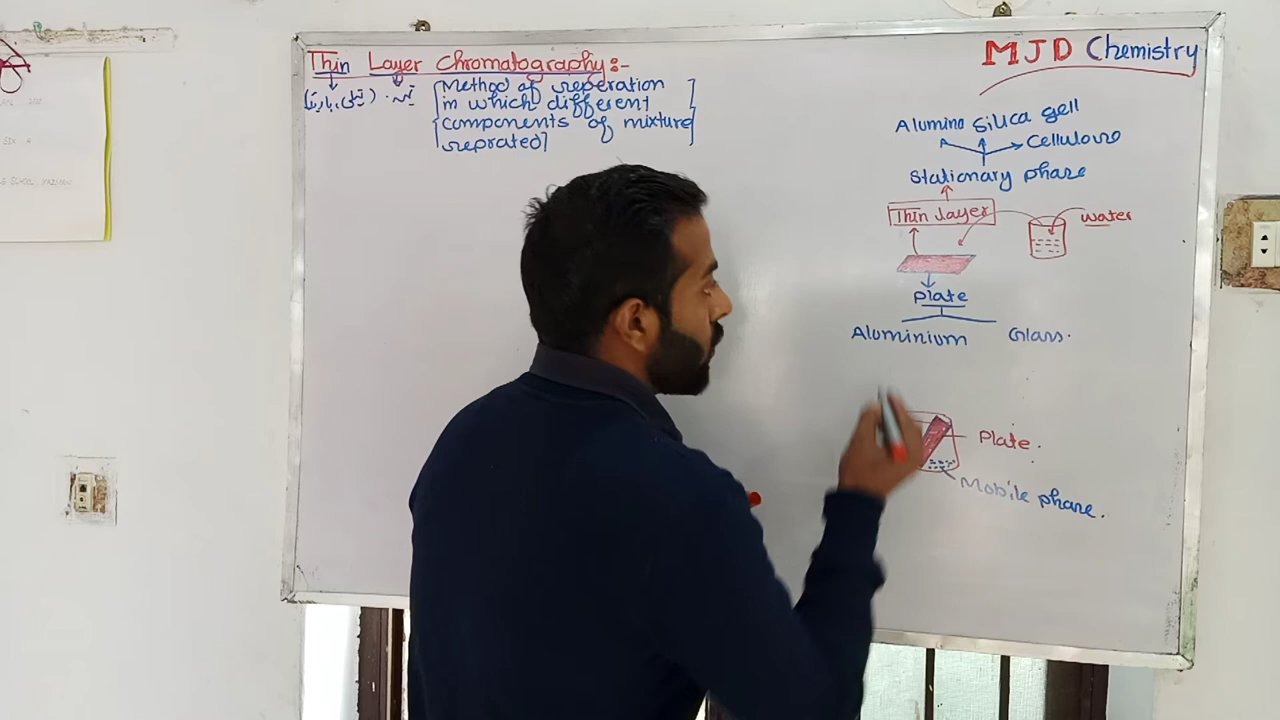 Thin Layer Chromatography:-
[Method of seperation
in which different
components of mixture
seprated]
MJD Chemistry
Alumina Silica gell
Cellulose
Stationary phase
Thin layer
water
Plate
Aluminium Glass.
Plate.
Mobile phase.